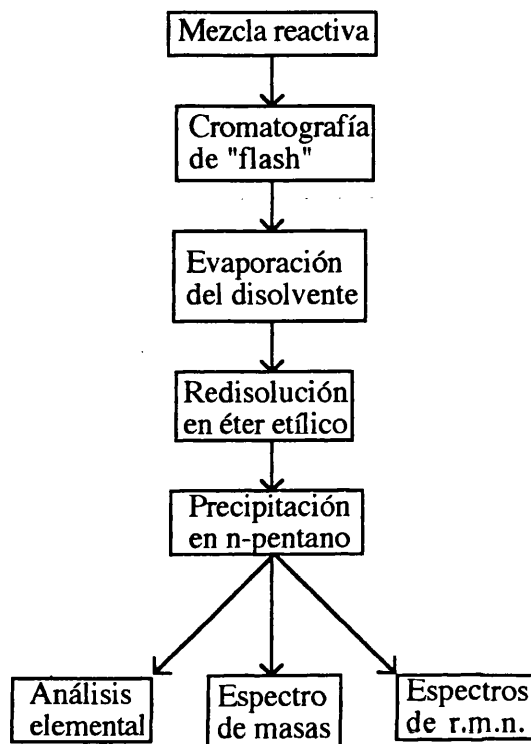 Mezcla reactiva
Cromatografía
de "flash"
Evaporación
del disolvente
Redisolución
en éter etílico
Precipitación
en n-pentano
Análisis
elemental
Espectro
de masas
Espectros
de r.m.n.